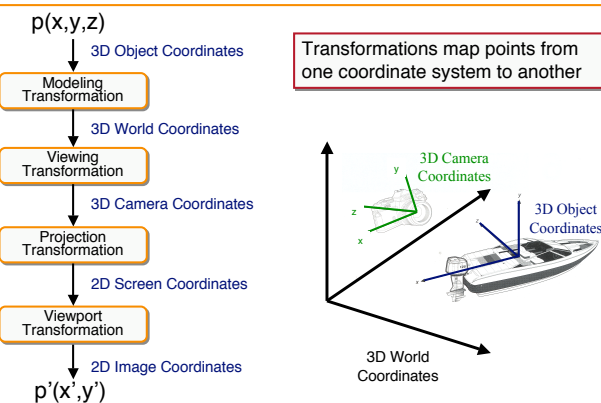 p(x,y,z)
3D Object Coordinates
Modeling
Transformation
3D World Coordinates
Viewing
Transformation
3D Camera Coordinates
Projection
Transformation
2D Screen Coordinates
Viewport
Transformation
2D Image Coordinates
p’(x’,y’)
Transformations map points from
one coordinate system to another
3D Camera
Coordinates
y
z
x
3D Object
Coordinates
y
z
x
3D World
Coordinates